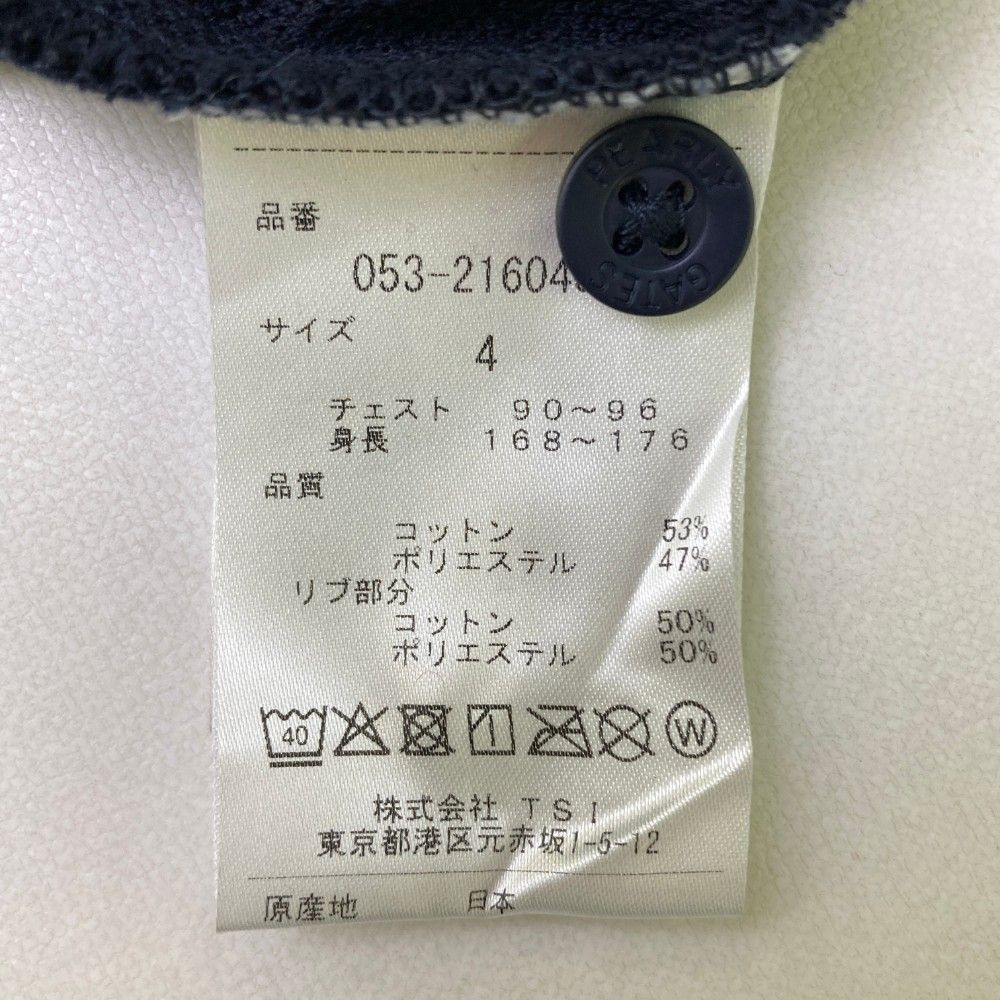 品番
053-21604
サイズ
4
チェスト 90~96
身長 168~176
品質
コットン 53%
ポリエステル 47%
リブ部分
コットン 50%
ポリエステル 50%
40
W
株式会社 TSI
東京都港区元赤坂1-5-12
原産地 日本
PEARLY
GATES